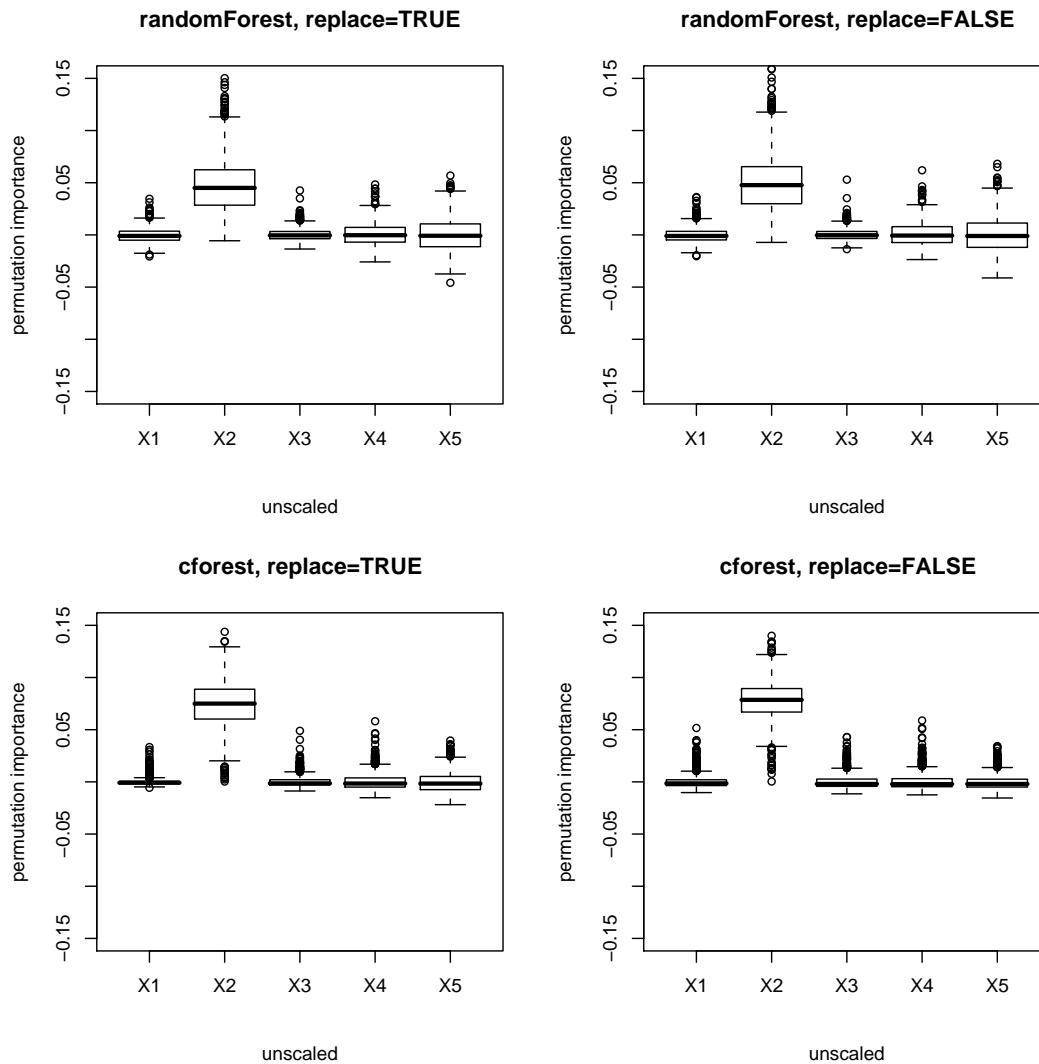 randomForest, replace=TRUE
permutation importance
0.15
0.05
−0.05
−0.15
X1 X2 X3 X4 X5
unscaled
randomForest, replace=FALSE
permutation importance
0.15
0.05
−0.05
−0.15
X1 X2 X3 X4 X5
unscaled
cforest, replace=TRUE
permutation importance
0.15
0.05
−0.05
−0.15
X1 X2 X3 X4 X5
unscaled
cforest, replace=FALSE
permutation importance
0.15
0.05
−0.05
−0.15
X1 X2 X3 X4 X5
unscaled